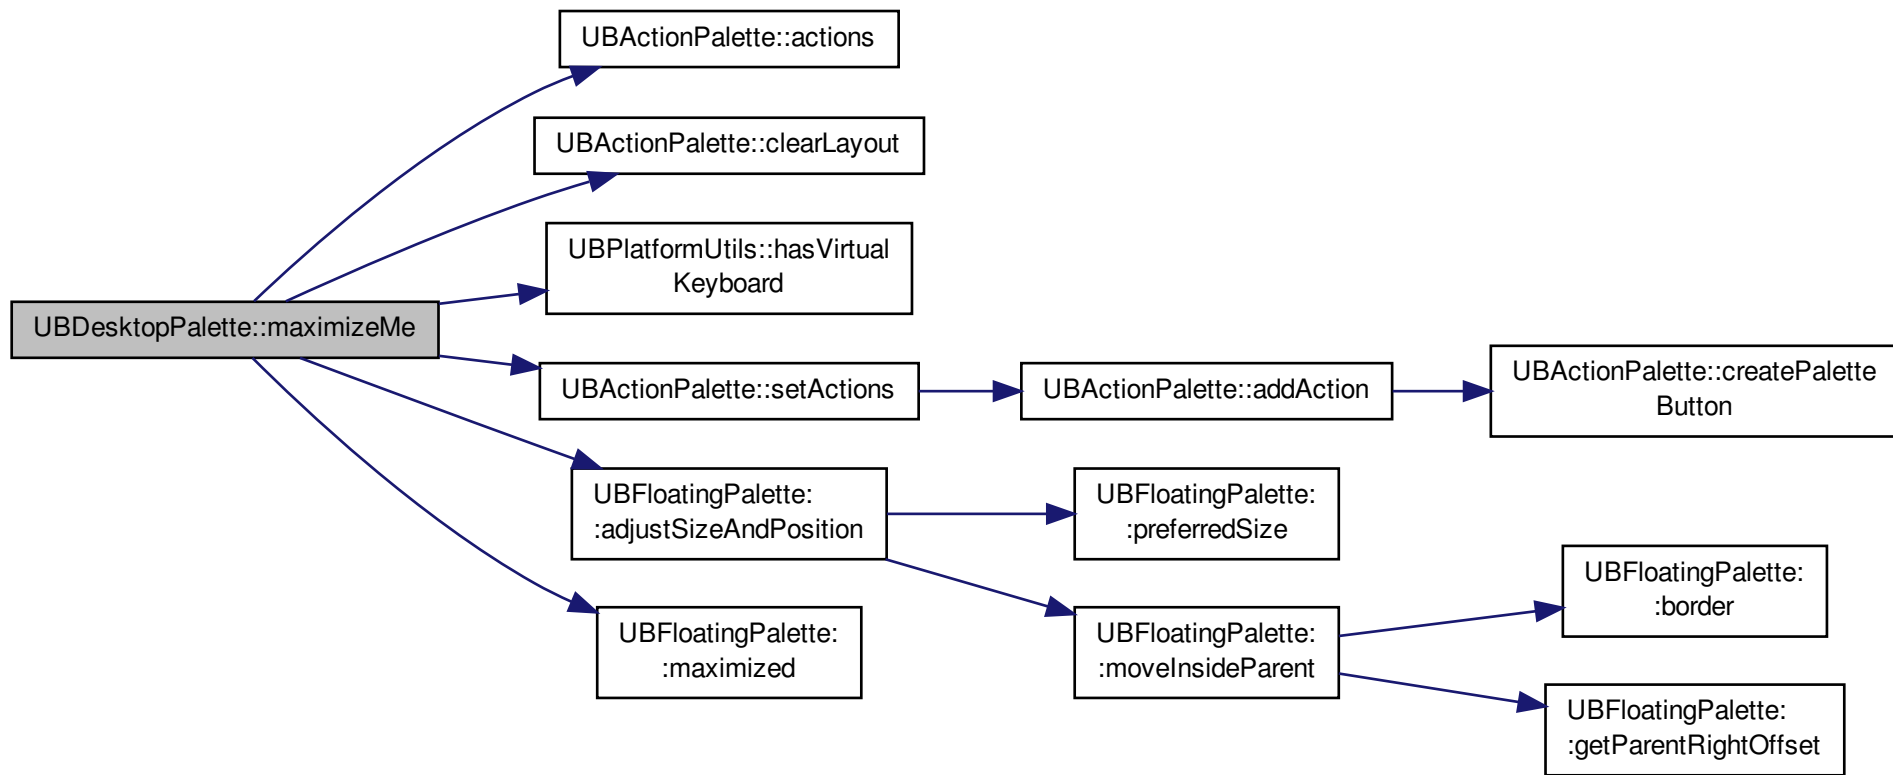 UBActionPalette::actions
UBActionPalette::clearLayout
UBPlatformUtils::hasVirtual
Keyboard
UBDesktopPalette::maximizeMe
UBActionPalette::setActions
UBActionPalette::addAction
UBActionPalette::createPalette
Button
UBFloatingPalette:
:adjustSizeAndPosition
UBFloatingPalette:
:preferredSize
UBFloatingPalette:
:border
UBFloatingPalette:
:maximized
UBFloatingPalette:
:moveInsideParent
UBFloatingPalette:
:getParentRightOffset